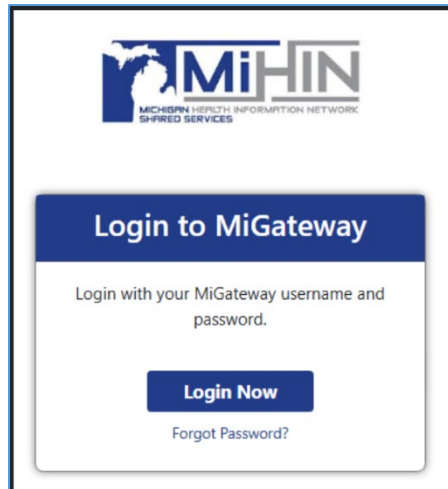 MiHIN
MICHIGAN HEALTH INFORMATION NETWORK
SHARED SERVICES
Login to MiGateway
Login with your MiGateway username and
password.
Login Now
Forgot Password?